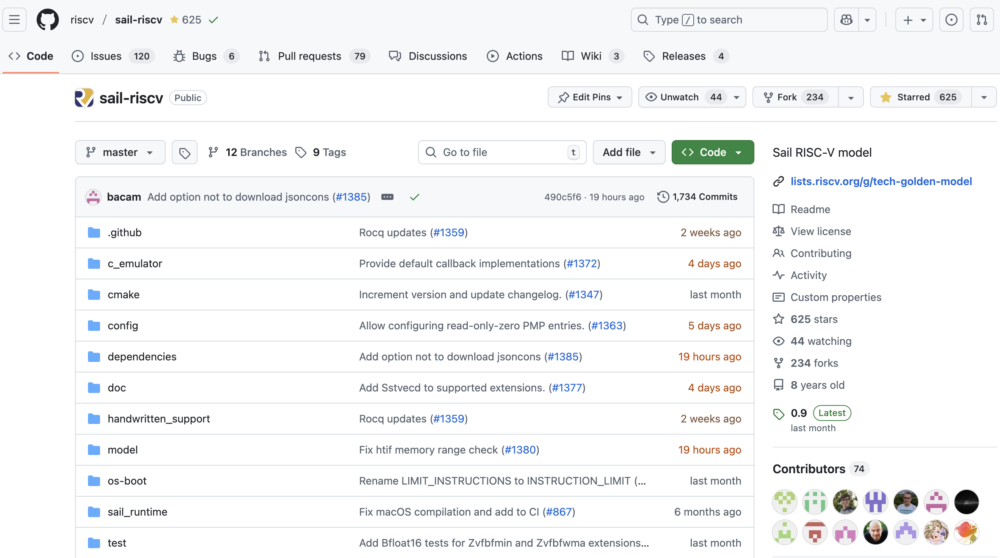 riscv / sail-riscv 625
Type / to search
Code Issues 120 Bugs 6 Pull requests 79 Discussions Actions Wiki 3 Releases 4
sail-riscv Public
Edit Pins Unwatch 44 Fork 234 Starred 625
master 12 Branches 9 Tags Go to file t Add file Code
bacam Add option not to download jsoncons (#1385) 490c5f6 · 19 hours ago 1,734 Commits
.github Rocq updates (#1359) 2 weeks ago
c_emulator Provide default callback implementations (#1372) 4 days ago
cmake Increment version and update changelog. (#1347) last month
config Allow configuring read-only-zero PMP entries. (#1363) 5 days ago
dependencies Add option not to download jsoncons (#1385) 19 hours ago
doc Add Sstvecd to supported extensions. (#1377) 4 days ago
handwritten_support Rocq updates (#1359) 2 weeks ago
model Fix htif memory range check (#1380) 19 hours ago
os-boot Rename LIMIT_INSTRUCTIONS to INSTRUCTION_LIMIT (... last month
sail_runtime Fix macOS compilation and add to CI (#867) 6 months ago
test Add Bfloat16 tests for Zvfbfmin and Zvfbfwma extensions... last month
Sail RISC-V model
lists.riscv.org/g/tech-golden-model
Readme
View license
Contributing
Activity
Custom properties
625 stars
44 watching
234 forks
8 years old
0.9 Latest
last month
Contributors 74